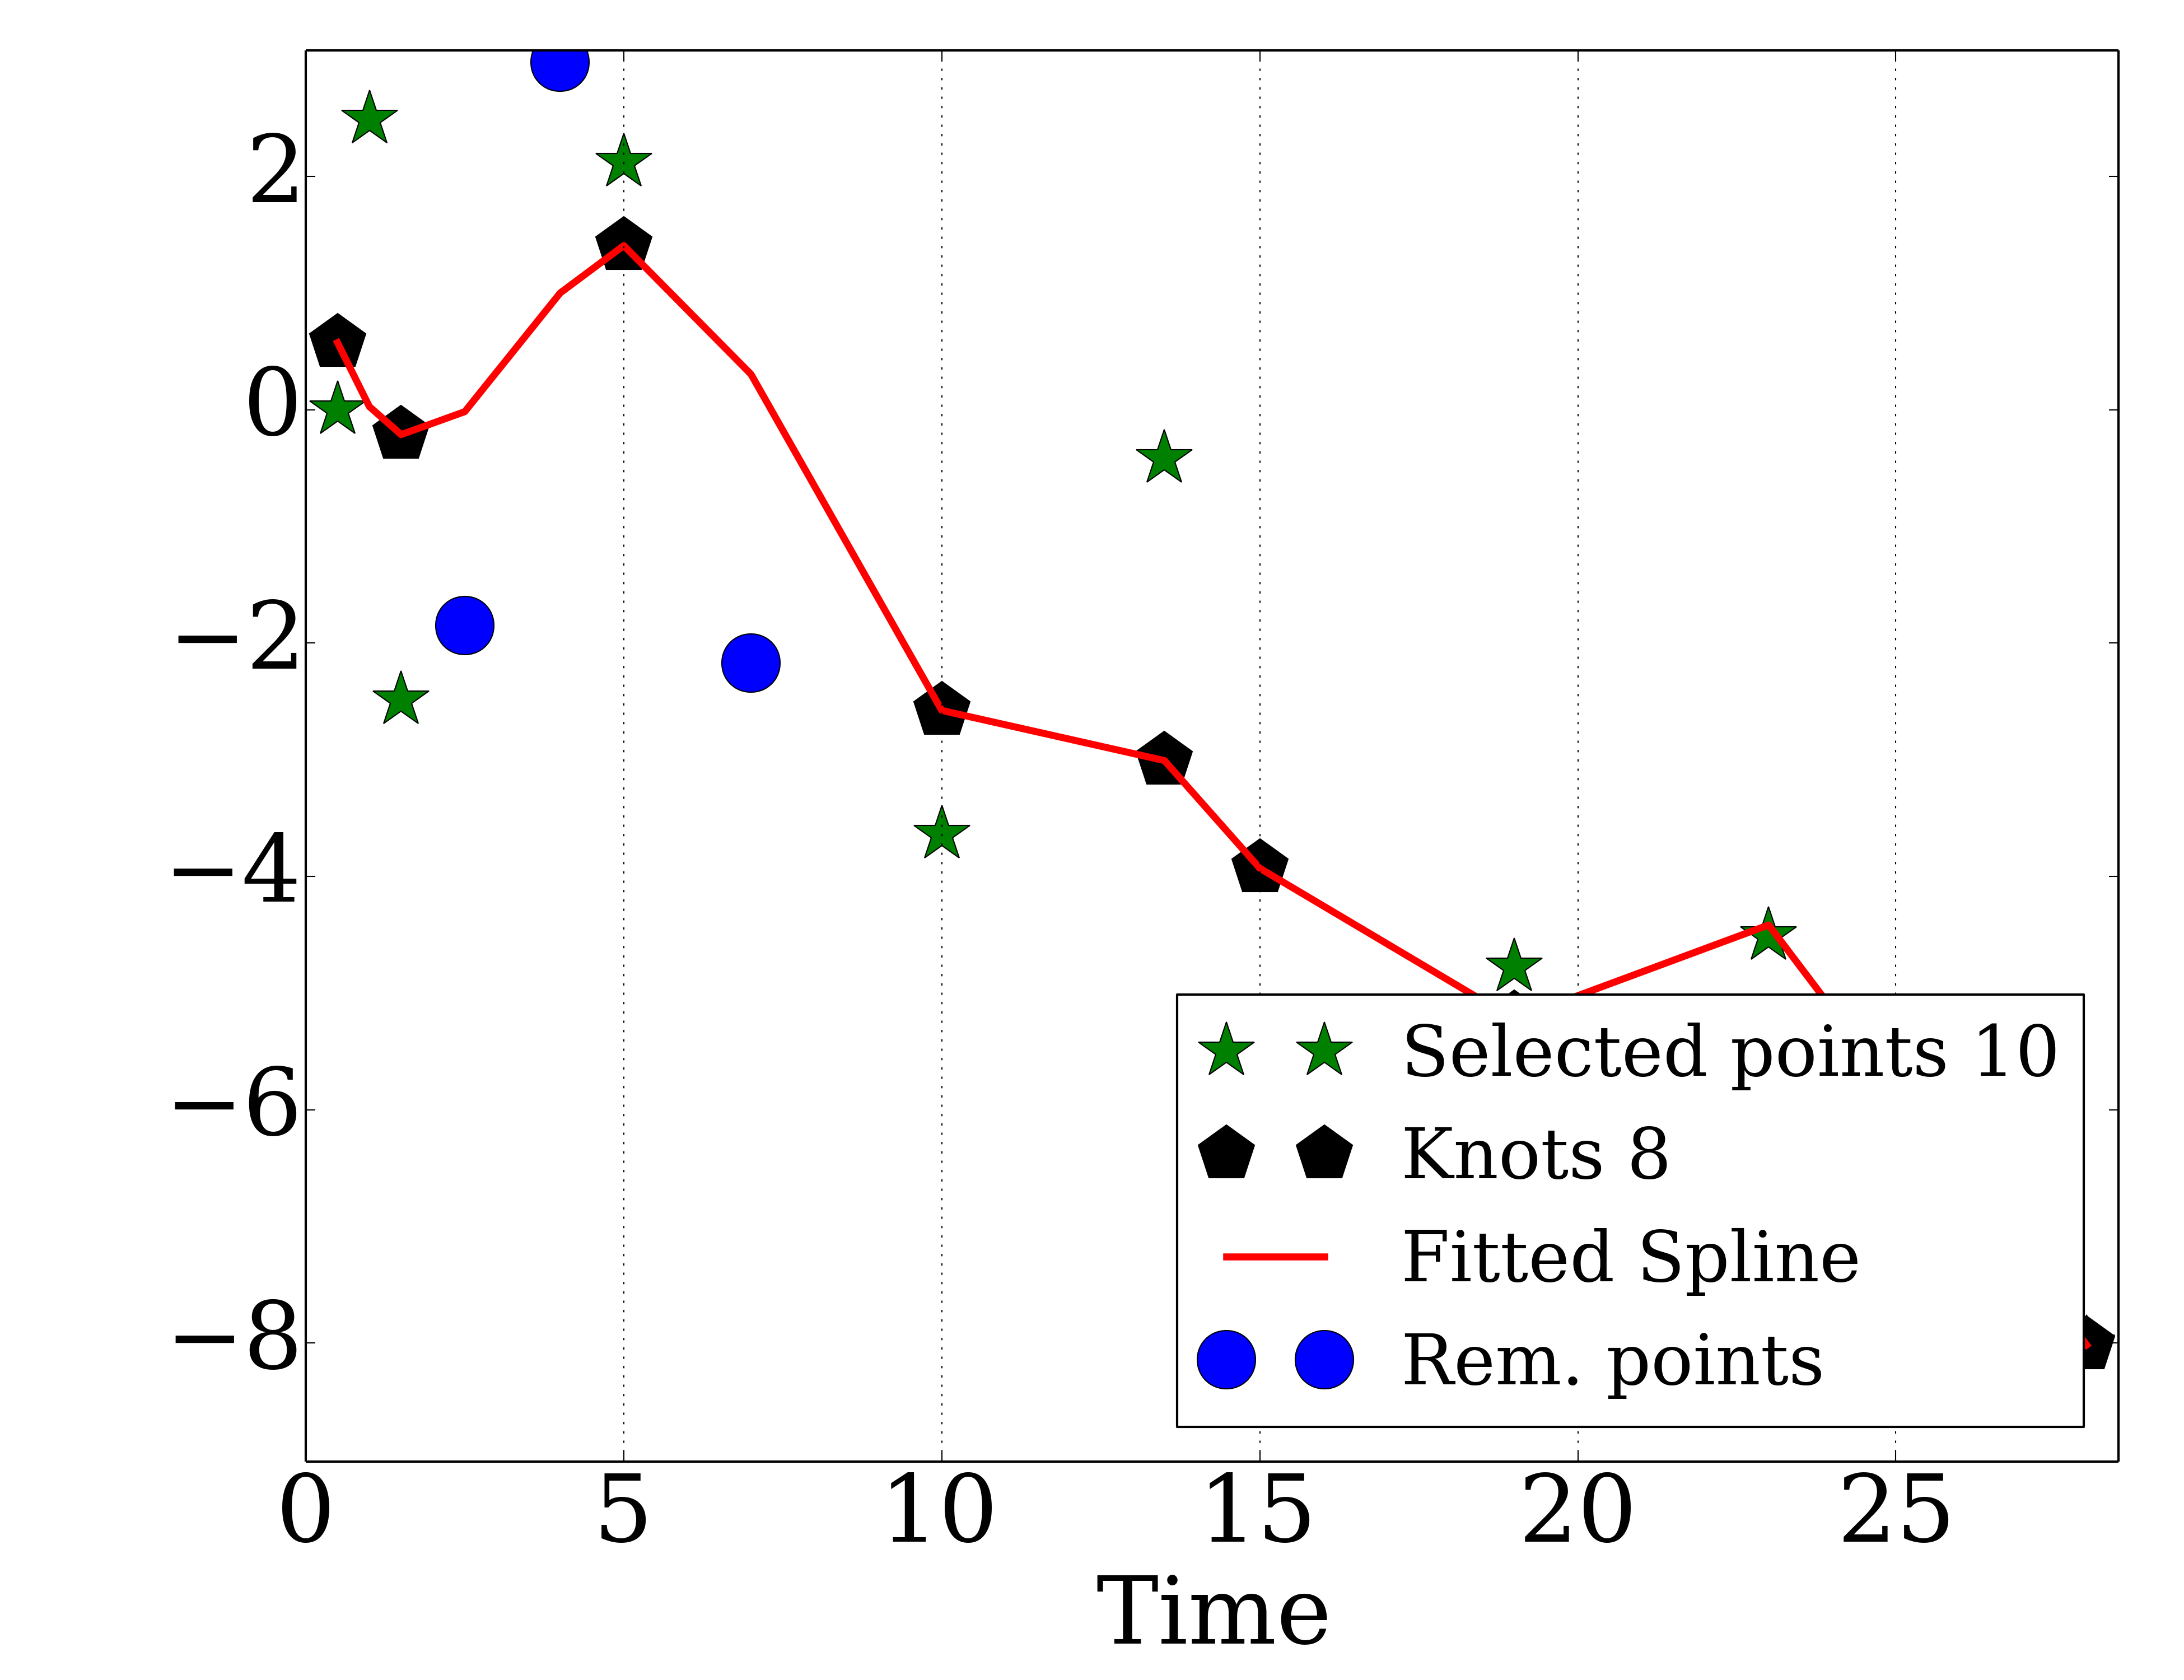 2
0
−2
−4
−6
−8
0 5 10 15 20 25
Time
Selected points 10
Knots 8
Fitted Spline
Rem. points